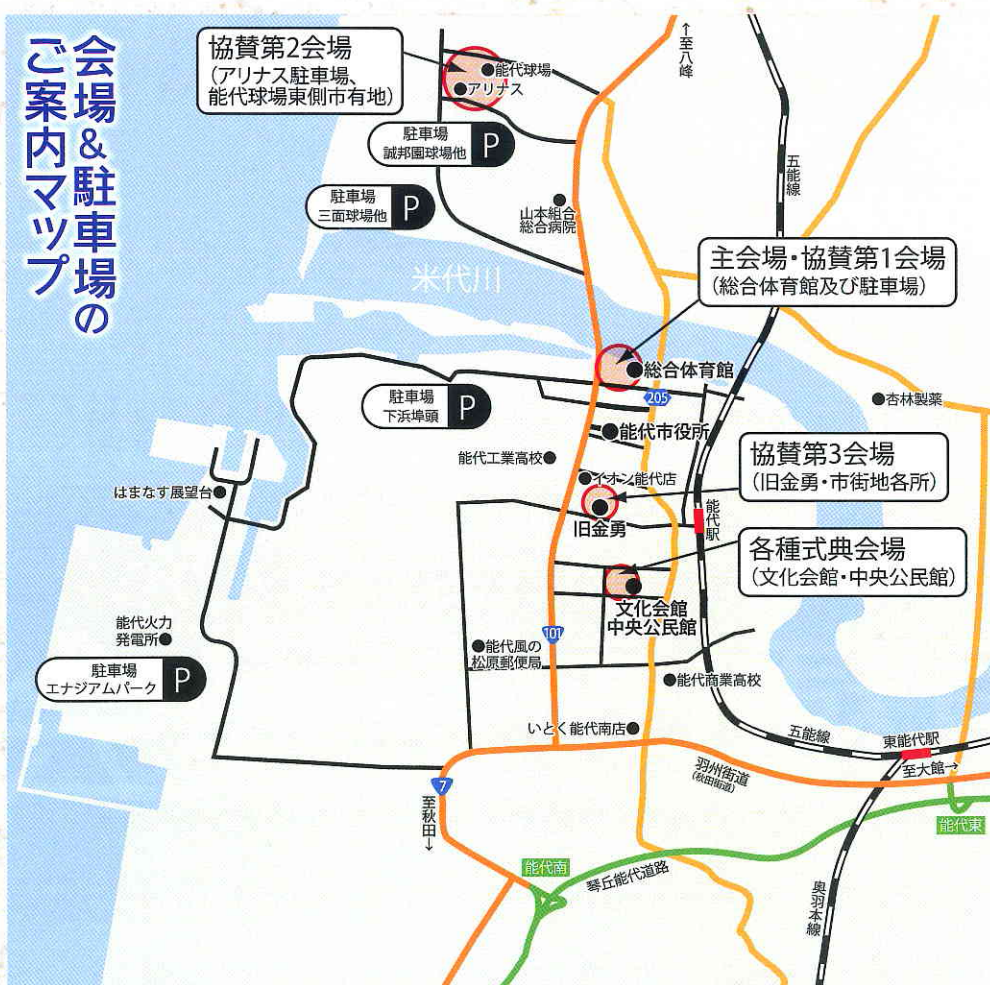 会場&駐車場の
ご案内マップ
協賛第2会場
(アリナス駐車場、
能代球場東側市有地)
能代球場
アリナス
↑至八峰
駐車場
誠邦園球場他
P
駐車場
三面球場他
P
山本組合
総合病院
五能線
米代川
主会場・協賛第1会場
(総合体育館及び駐車場)
総合体育館
205
駐車場
下浜埠頭
P
杏林製薬
能代市役所
能代工業高校
イオン能代店
協賛第3会場
(旧金勇・市街地各所)
はまなす展望台
旧金勇
能代駅
各種式典会場
(文化会館・中央公民館)
文化会館
中央公民館
能代火力
発電所
101
能代風の
松原郵便局
駐車場
エナジアムパーク
P
能代商業高校
いとく能代南店
五能線
東能代駅
羽州街道
(秋田街道)
至大館→
7
至秋田↓
能代東
能代南
琴丘能代道路
奥羽本線